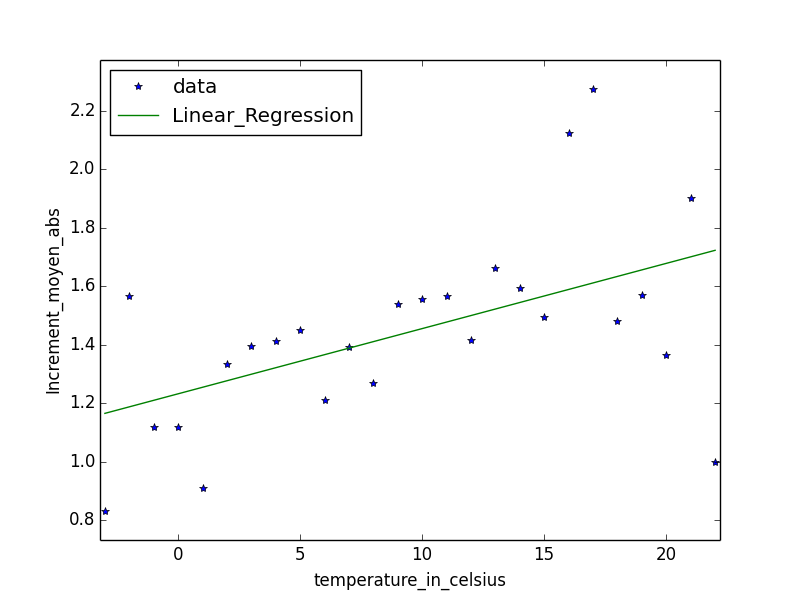 data
Linear_Regression
2.2
2.0
1.8
1.6
1.4
1.2
1.0
0.8
Increment_moyen_abs
0 5 10 15 20
temperature_in_celsius